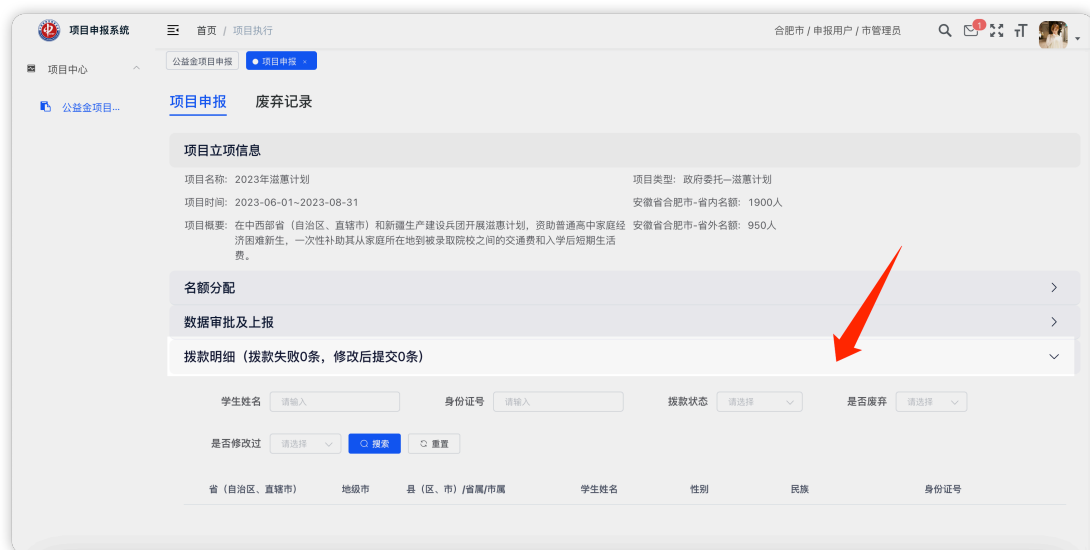 项目申报系统
首页 / 项目执行
合肥市 / 申报用户 / 市管理员
1
项目中心
公益金项目申报
项目申报 ×
公益金项目...
项目申报
废弃记录
项目立项信息
项目名称: 2023年滋蕙计划
项目类型: 政府委托—滋蕙计划
项目时间: 2023-06-01~2023-08-31
安徽省合肥市-省内名额: 1900人
项目概要: 在中西部省（自治区、直辖市）和新疆生产建设兵团开展滋蕙计划，资助普通高中家庭经
安徽省合肥市-省外名额: 950人
济困难新生，一次性补助其从家庭所在地到被录取院校之间的交通费和入学后短期生活
费。
名额分配
数据审批及上报
拨款明细（拨款失败0条，修改后提交0条）
学生姓名 请输入
身份证号 请输入
拨款状态 请选择
是否废弃 请选择
是否修改过 请选择
搜索
重置
省（自治区、直辖市） 地级市 县（区、市）/省属/市属 学生姓名 性别 民族 身份证号